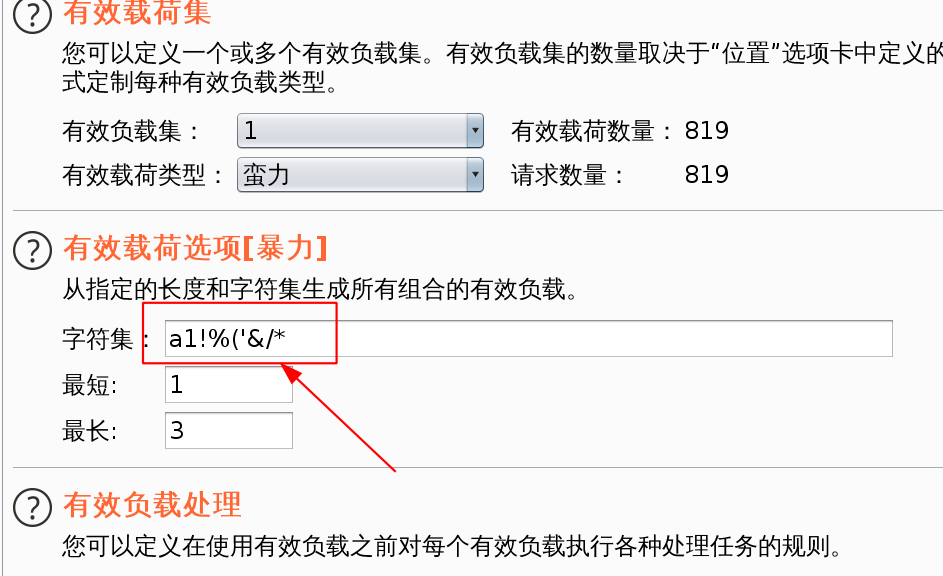 有效载荷集
您可以定义一个或多个有效负载集。有效负载集的数量取决于“位置”选项卡中定义的
式定制每种有效负载类型。
有效负载集： 1 有效载荷数量： 819
有效载荷类型： 蛮力 请求数量： 819
有效载荷选项[暴力]
从指定的长度和字符集生成所有组合的有效负载。
字符集： a1!%('&/*
最短: 1
最长: 3
有效负载处理
您可以定义在使用有效负载之前对每个有效负载执行各种处理任务的规则。